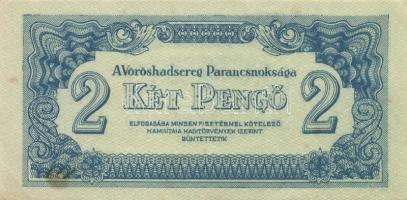 A Vöröshadsereg Parancsnoksága
2 KÉT PENGŐ 2
ELFOGADÁSA MINDEN FIZETÉSNÉL KÖTELEZŐ
HAMISÍTÁSA HADITÖRVÉNYEK SZERINT
BÜNTETTETIK